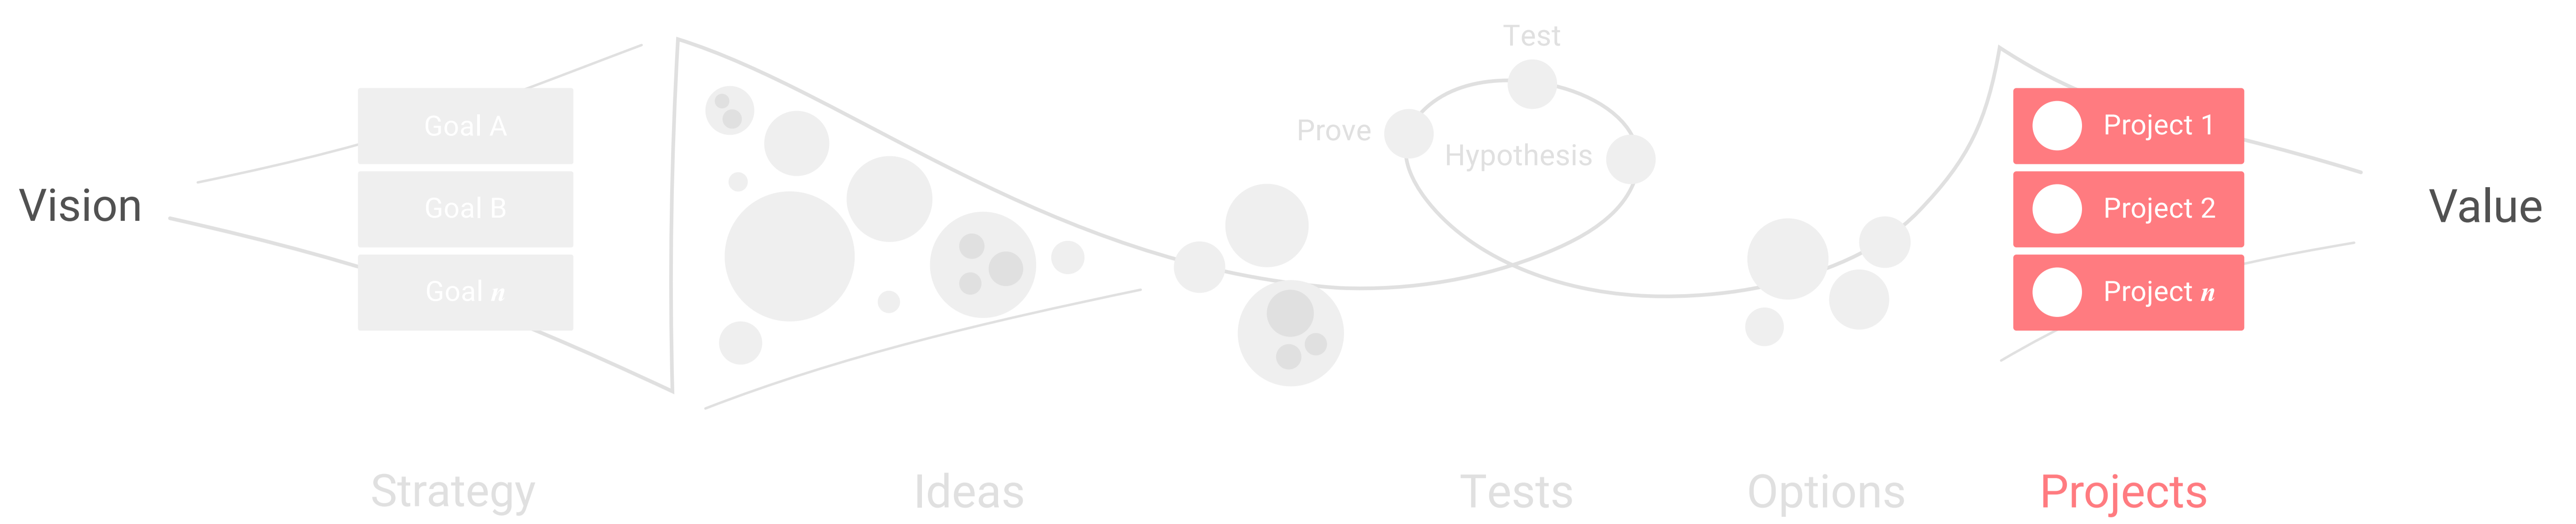 Vision
Goal A
Goal B
Goal n
Test
Prove
Hypothesis
Project 1
Project 2
Project n
Value
Strategy
Ideas
Tests
Options
Projects